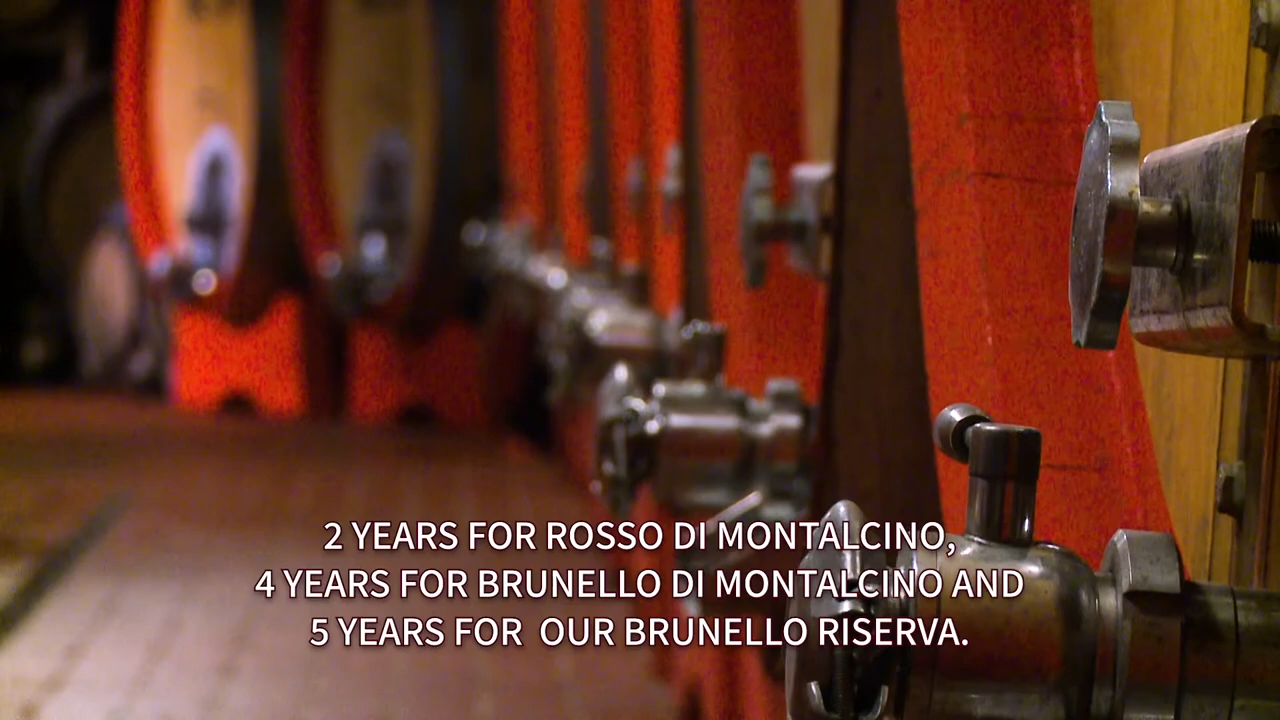 2 YEARS FOR ROSSO DI MONTALCINO,
4 YEARS FOR BRUNELLO DI MONTALCINO AND
5 YEARS FOR  OUR BRUNELLO RISERVA.